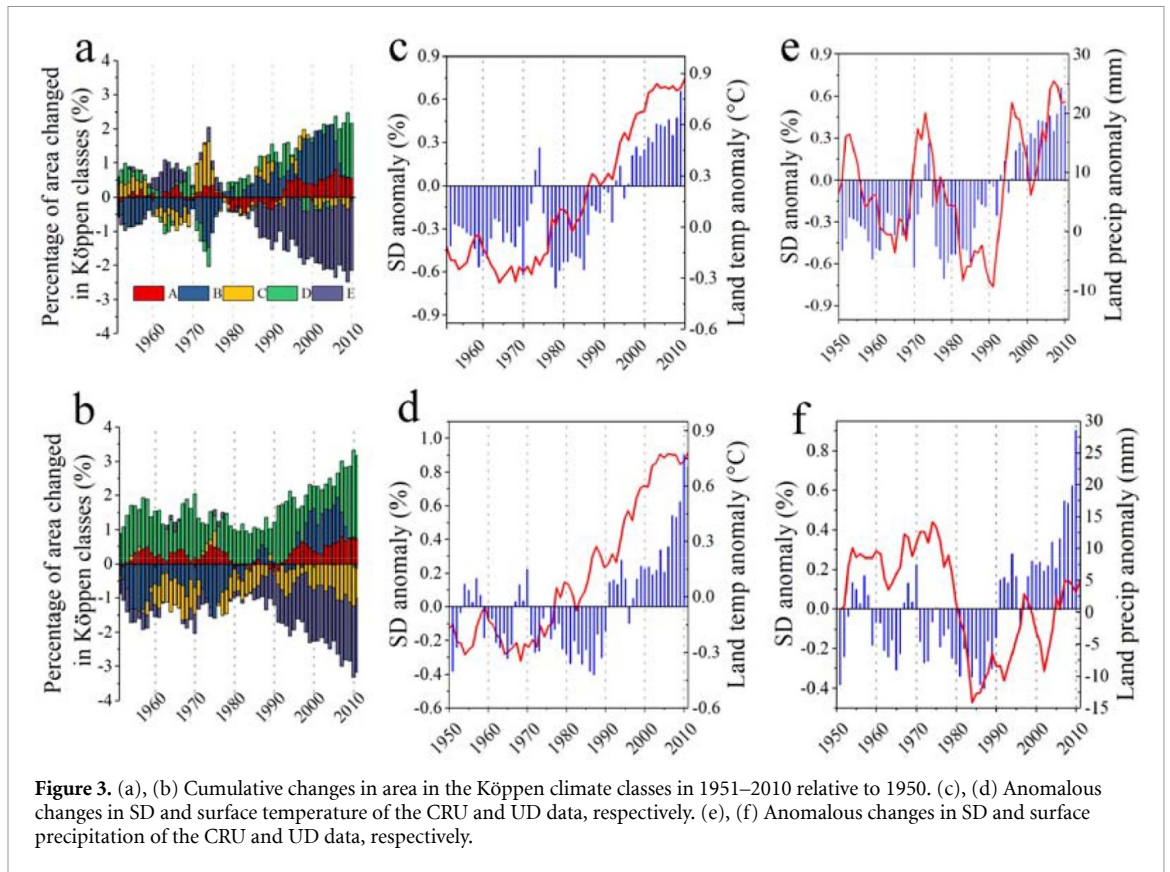 a
Percentage of area changed
in Köppen classes (%)
4
3
2
1
0
-1
-2
-3
-4
A B C D E
1960 1970 1980 1990 2000 2010
c
SD anomaly (%)
0.9
0.6
0.3
0.0
-0.3
-0.6
-0.9
1960 1970 1980 1990 2000 2010
0.9
0.6
0.3
0.0
-0.3
-0.6
Land temp anomaly (°C)
e
SD anomaly (%)
0.9
0.6
0.3
0.0
-0.3
-0.6
-0.9
1950 1960 1970 1980 1990 2000 2010
30
20
10
0
-10
Land precip anomaly (mm)
b
Percentage of area changed
in Köppen classes (%)
4
3
2
1
0
-1
-2
-3
-4
1960 1970 1980 1990 2000 2010
d
SD anomaly (%)
1.0
0.8
0.6
0.4
0.2
0.0
-0.2
-0.4
-0.6
1950 1960 1970 1980 1990 2000 2010
0.9
0.6
0.3
0.0
-0.3
-0.6
Land temp anomaly (°C)
f
SD anomaly (%)
0.8
0.6
0.4
0.2
0.0
-0.2
-0.4
1950 1960 1970 1980 1990 2000 2010
30
25
20
15
10
5
0
-5
-10
-15
Land precip anomaly (mm)
Figure 3. (a), (b) Cumulative changes in area in the Köppen climate classes in 1951–2010 relative to 1950. (c), (d) Anomalous
changes in SD and surface temperature of the CRU and UD data, respectively. (e), (f) Anomalous changes in SD and surface
precipitation of the CRU and UD data, respectively.